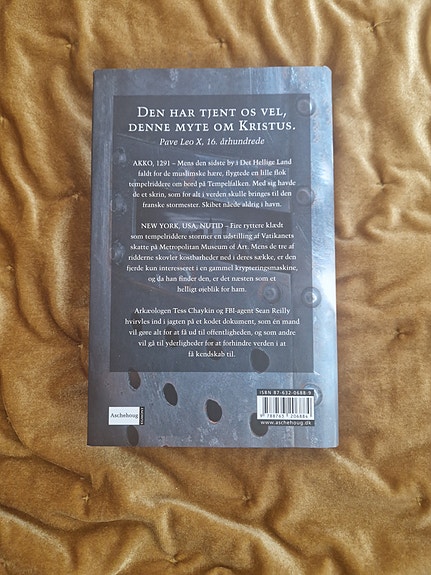 DEN HAR TJENT OS VEL,
DENNE MYTE OM KRISTUS.
Pave Leo X, 16. århundrede
AKKO, 1291 – Mens den sidste by i Det Hellige Land
faldt for de muslimske hære, flygtede en lille flok
tempelriddere om bord på Tempelfalken. Med sig havde
de et skrin, som for alt i verden skulle bringes til den
franske stormester. Skibet nåede aldrig i havn.
NEW YORK, USA, NUTID – Fire ryttere klædt
som tempelriddere stormer en udstilling af Vatikanets
skatte på Metropolitan Museum of Art. Mens de tre af
ridderne skovler kostbarheder ned i deres sække, er den
fjerde kun interesseret i en gammel krypteringsmaskine,
og da han finder den, er det næsten som et
helligt øjeblik for ham.
Arkæologen Tess Chaykin og FBI-agent Sean Reilly
hvirvles ind i jagten på et kodet dokument, som én mand
vil gøre alt for at få ud til offentligheden, og som andre
vil gå til yderligheder for at forhindre verden i at
få kendskab til.
ISBN 87-632-0688-9
9 788763 206884
www.aschehoug.dk
Aschehoug